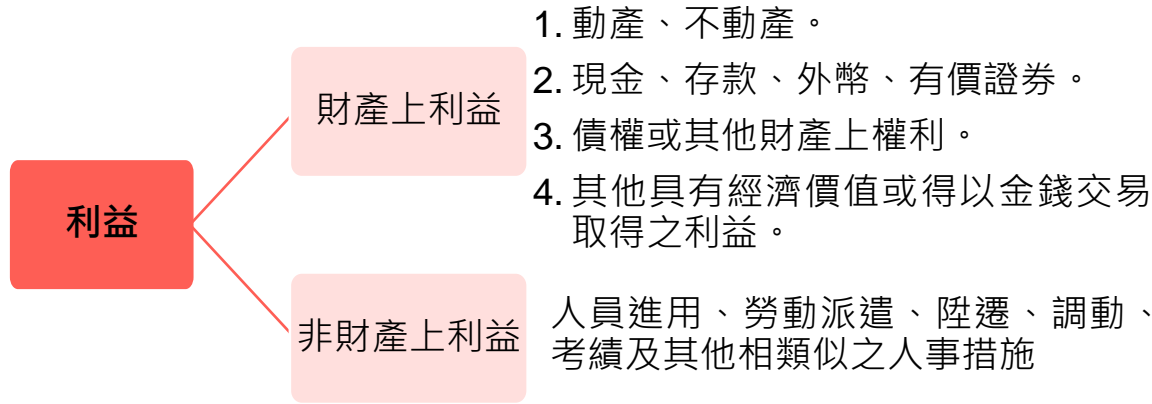 利益
財產上利益
1. 動產、不動產。
2. 現金、存款、外幣、有價證券。
3. 債權或其他財產上權利。
4. 其他具有經濟價值或得以金錢交易
取得之利益。
非財產上利益
人員進用、勞動派遣、陞遷、調動、
考績及其他相類似之人事措施